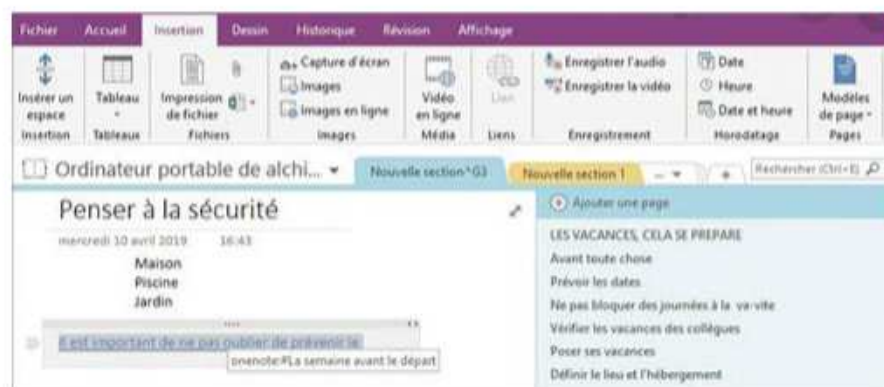 Fichier Accueil Insertion Dessin Historique Révision Affichage
Insérer un espace
Insertion
Tableau
Tableaux
Impression de fichier
Fichiers
Capture d'écran
Images
Images en ligne
Images
Vidéo en ligne
Média
Lien
Liens
Enregistrer l'audio
Enregistrer la vidéo
Enregistrement
Date
Heure
Date et heure
Horodatage
Modèles de page
Pages
Ordinateur portable de alchi... Nouvelle section^G3 Nouvelle section 1 Rechercher (Ctrl+E)
Penser à la sécurité
mercredi 10 avril 2019 16:43
Maison
Piscine
Jardin
Il est important de ne pas oublier de prévenir le
onenote:#La semaine avant le départ
Ajouter une page
LES VACANCES, CELA SE PREPARE
Avant toute chose
Prévoir les dates
Ne pas bloquer des journées à la va-vite
Vérifier les vacances des collègues
Poser ses vacances
Définir le lieu et l'hébergement